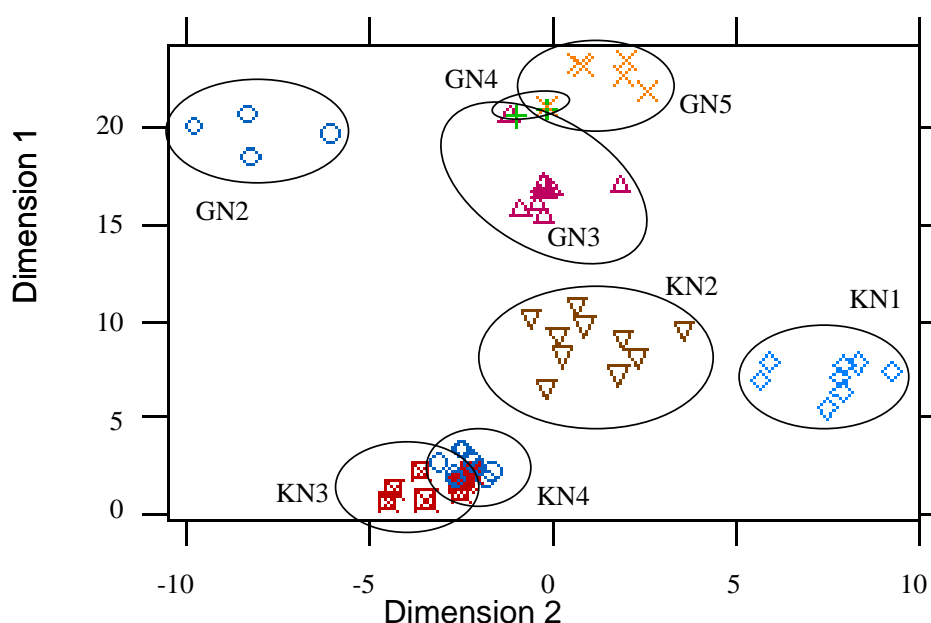 GN4
GN5
20
GN2
15
GN3
KN2
KN1
10
5
KN3
KN4
0
-10
-5
0
5
10
Dimension 2
Dimension 1